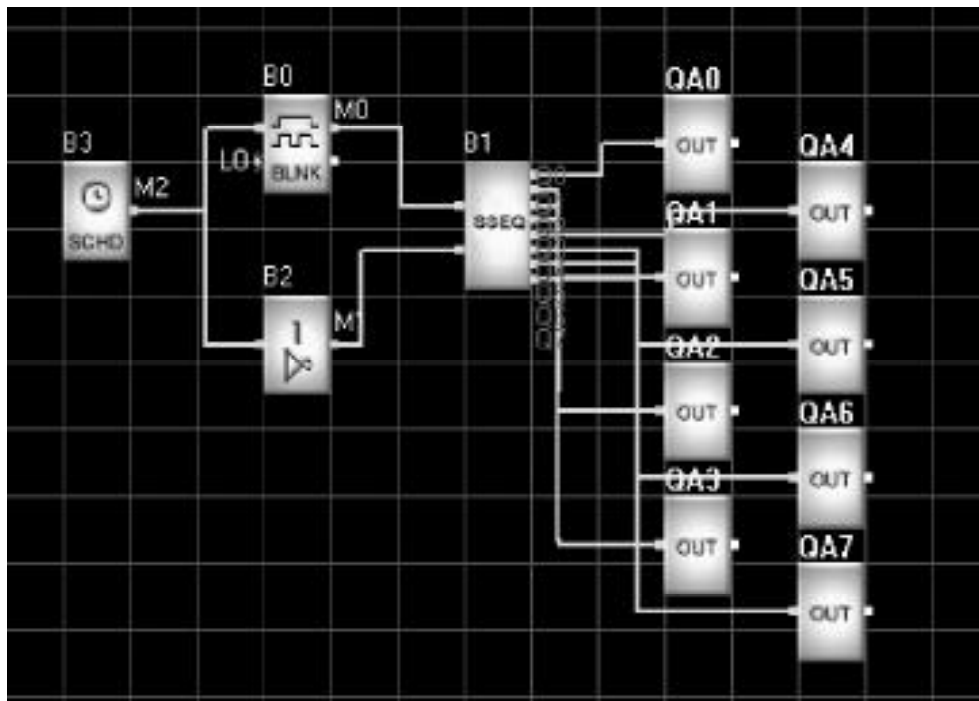 B3
M2
SCHD
B0
M0
LO
BLNK
B2
M1
1
B1
SSEQ
QA0
OUT
QA1
OUT
QA2
OUT
QA3
OUT
QA4
OUT
QA5
OUT
QA6
OUT
QA7
OUT